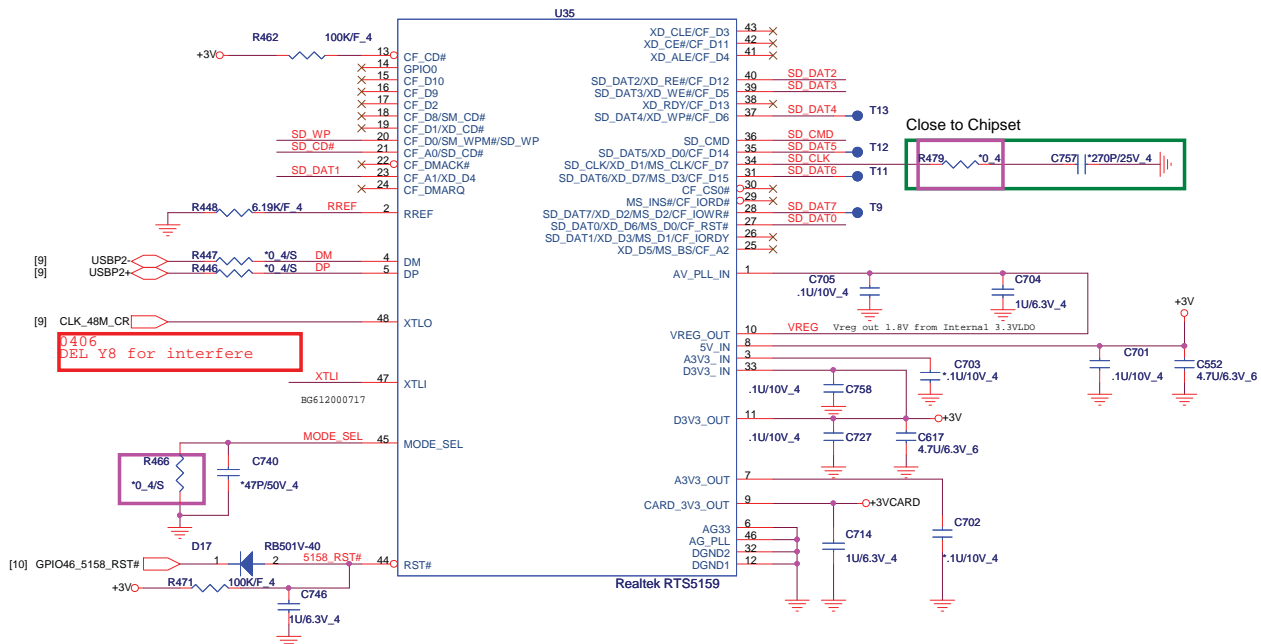 U35
R462 100K/F_4
+3V
13 CF_CD#
14 GPIO0
15 CF_D10
16 CF_D9
17 CF_D2
18 CF_D8/SM_CD#
19 CF_D1/XD_CD#
SD_WP 20 CF_D0/SM_WPM#/SD_WP
SD_CD# 21 CF_A0/SD_CD#
22 CF_DMACK#
SD_DAT1 23 CF_A1/XD_D4
24 CF_DMARQ
R448 6.19K/F_4 RREF 2 RREF
[9] USBP2- R447 *0_4/S DM 4 DM
[9] USBP2+ R446 *0_4/S DP 5 DP
[9] CLK_48M_CR 48 XTLO
0406
DEL Y8 for interfere
XTLI 47 XTLI
BG612000717
MODE_SEL 45 MODE_SEL
R466
*0_4/S
C740
*47P/50V_4
D17 RB501V-40
[10] GPIO46_5158_RST# 1 2 5158_RST# 44 RST#
+3V R471 100K/F_4
C746
1U/6.3V_4
XD_CLE/CF_D3 43
XD_CE#/CF_D11 42
XD_ALE/CF_D4 41
SD_DAT2/XD_RE#/CF_D12 40 SD_DAT2
SD_DAT3/XD_WE#/CF_D5 39 SD_DAT3
XD_RDY/CF_D13 38
SD_DAT4/XD_WP#/CF_D6 37 SD_DAT4 T13
SD_CMD 36 SD_CMD
SD_DAT5/XD_D0/CF_D14 35 SD_DAT5 T12
SD_CLK/XD_D1/MS_CLK/CF_D7 34 SD_CLK
SD_DAT6/XD_D7/MS_D3/CF_D15 31 SD_DAT6 T11
CF_CS0# 30
MS_INS#/CF_IORD# 29
SD_DAT7/XD_D2/MS_D2/CF_IOWR# 28 SD_DAT7 T9
SD_DAT0/XD_D6/MS_D0/CF_RST# 27 SD_DAT0
SD_DAT1/XD_D3/MS_D1/CF_IORDY 26
XD_D5/MS_BS/CF_A2 25
Close to Chipset
R479 *0_4 C757 *270P/25V_4
AV_PLL_IN 1
C705
.1U/10V_4
C704
1U/6.3V_4
+3V
VREG_OUT 10 VREG Vreg out 1.8V from Internal 3.3VLDO
5V_IN 8
A3V3_IN 3
D3V3_ IN 33
C703
*.1U/10V_4
C701
.1U/10V_4
C552
4.7U/6.3V_6
.1U/10V_4 C758
D3V3_OUT 11 +3V
.1U/10V_4 C727
C617
4.7U/6.3V_6
A3V3_OUT 7
CARD_3V3_OUT 9 +3VCARD
AG33 6
AG_PLL 46
DGND2 32
DGND1 12
C714
1U/6.3V_4
C702
*.1U/10V_4
Realtek RTS5159